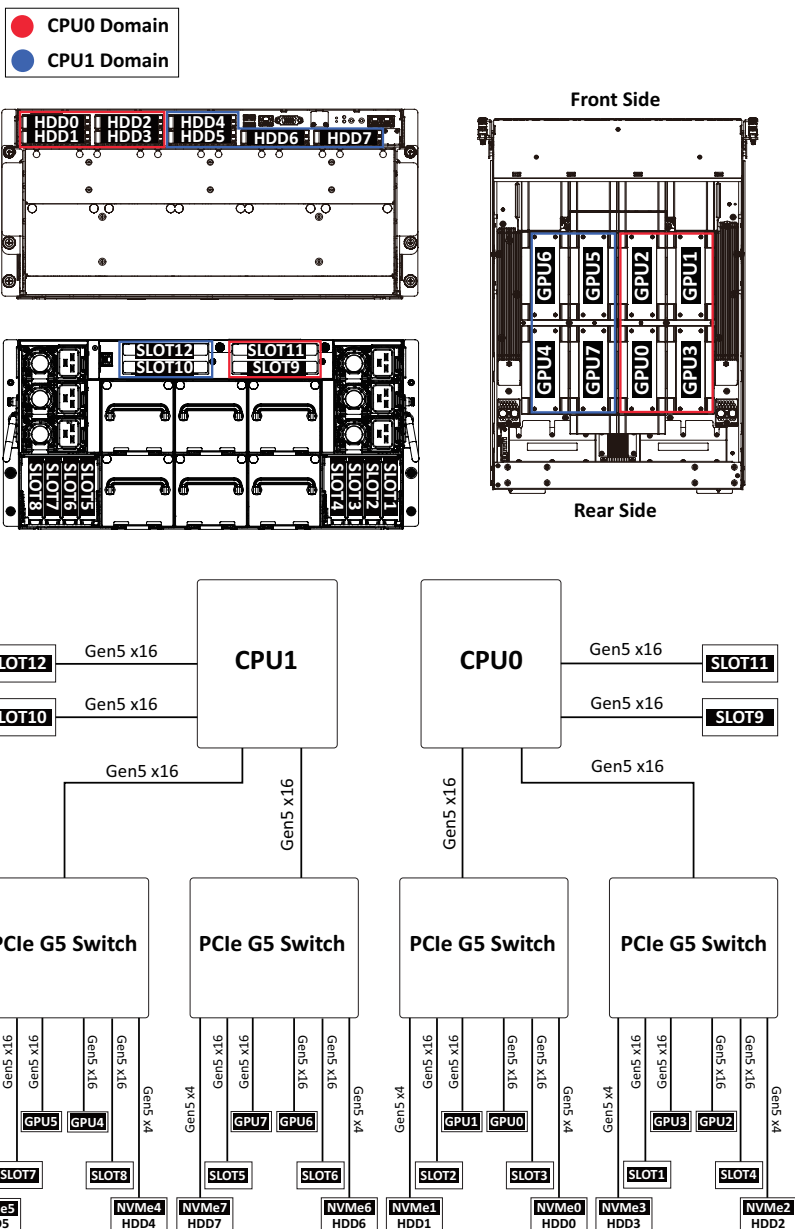 CPU0 Domain
CPU1 Domain
HDD0 HDD2 HDD4
HDD1 HDD3 HDD5 HDD6 HDD7
Front Side
GPU6 GPU5 GPU2 GPU1
GPU4 GPU7 GPU0 GPU3
Rear Side
SLOT12 SLOT11
SLOT10 SLOT9
SLOT8 SLOT7 SLOT6 SLOT5 SLOT4 SLOT3 SLOT2 SLOT1
CPU1 CPU0
LOT12 Gen5 x16 Gen5 x16 SLOT11
LOT10 Gen5 x16 Gen5 x16 SLOT9
Gen5 x16 Gen5 x16 Gen5 x16 Gen5 x16
PCIe G5 Switch PCIe G5 Switch PCIe G5 Switch PCIe G5 Switch
Gen5 x16 Gen5 x16 Gen5 x16 Gen5 x16 Gen5 x4 Gen5 x4 Gen5 x16 Gen5 x16 Gen5 x16 Gen5 x16 Gen5 x4 Gen5 x4 Gen5 x16 Gen5 x16 Gen5 x16 Gen5 x16 Gen5 x4 Gen5 x4 Gen5 x16 Gen5 x16 Gen5 x16 Gen5 x16 Gen5 x4
GPU5 GPU4 GPU7 GPU6 GPU1 GPU0 GPU3 GPU2
SLOT7 SLOT8 SLOT5 SLOT6 SLOT2 SLOT3 SLOT1 SLOT4
e5 NVMe4 NVMe7 NVMe6 NVMe1 NVMe0 NVMe3 NVMe2
5 HDD4 HDD7 HDD6 HDD1 HDD0 HDD3 HDD2